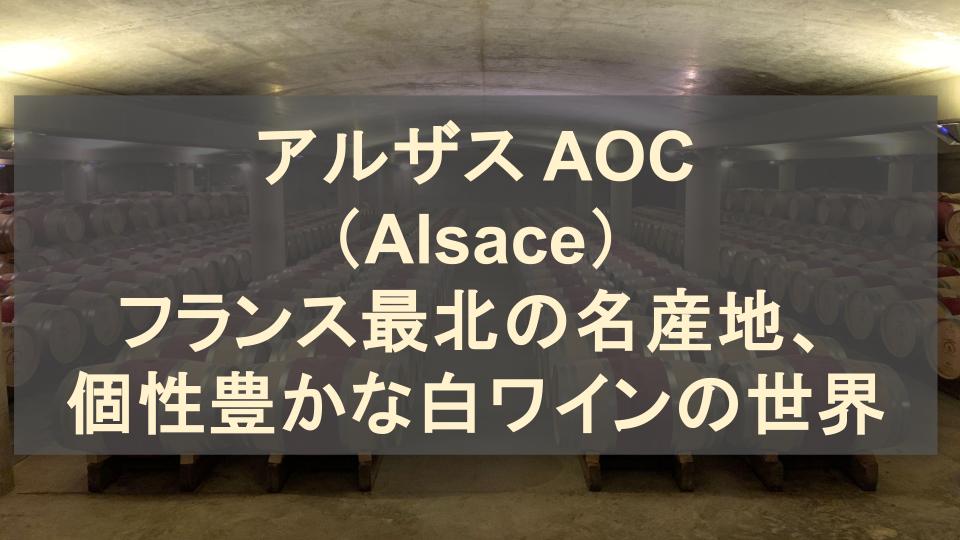 アルザス AOC
（Alsace）
フランス最北の名産地、
個性豊かな白ワインの世界